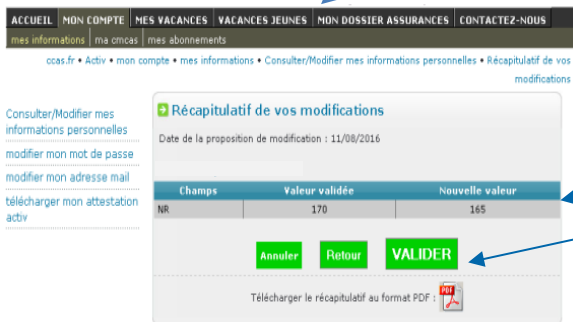 ACCUEIL MON COMPTE MES VACANCES VACANCES JEUNES MON DOSSIER ASSURANCES CONTACTEZ-NOUS
mes informations ma cmcas mes abonnements
ccas.fr • Activ • mon compte • mes informations • Consulter/Modifier mes informations personnelles • Récapitulatif de vos
modifications
Consulter/Modifier mes
informations personnelles
modifier mon mot de passe
modifier mon adresse mail
télécharger mon attestation
activ
Récapitulatif de vos modifications
Date de la proposition de modification : 11/08/2016
Champs Valeur validée Nouvelle valeur
NR 170 165
Annuler Retour VALIDER
Télécharger le récapitulatif au format PDF : PDF